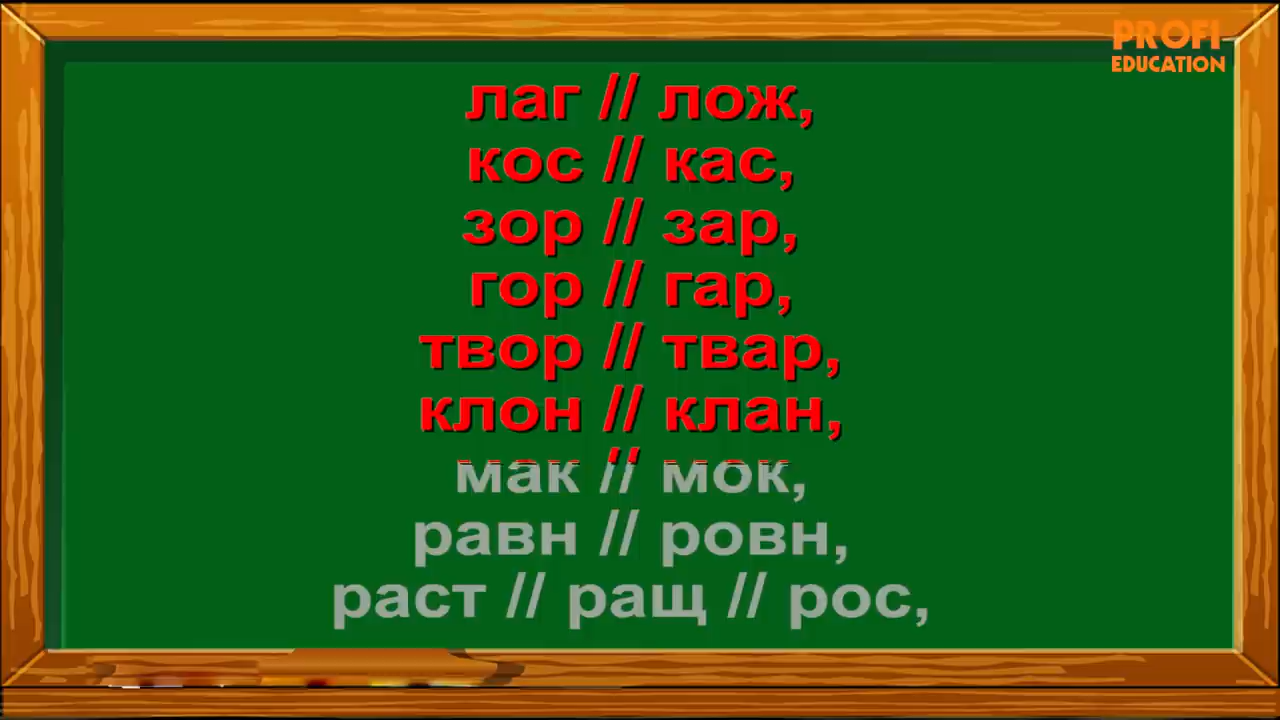 PROFI
EDUCATION
лаг // лож,
кос // кас,
зор // зар,
гор // гар,
твор // твар,
клон // клан,
мак // мок,
равн // ровн,
раст // ращ // рос,